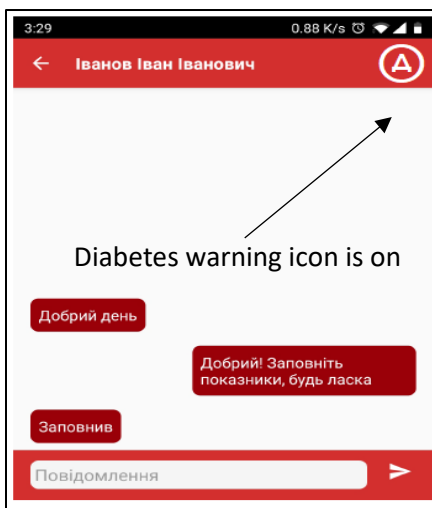 3:29 0.88 K/s
Іванов Іван Іванович Д
Diabetes warning icon is on
Добрий день
Добрий! Заповніть
показники, будь ласка
Заповнив
Повідомлення